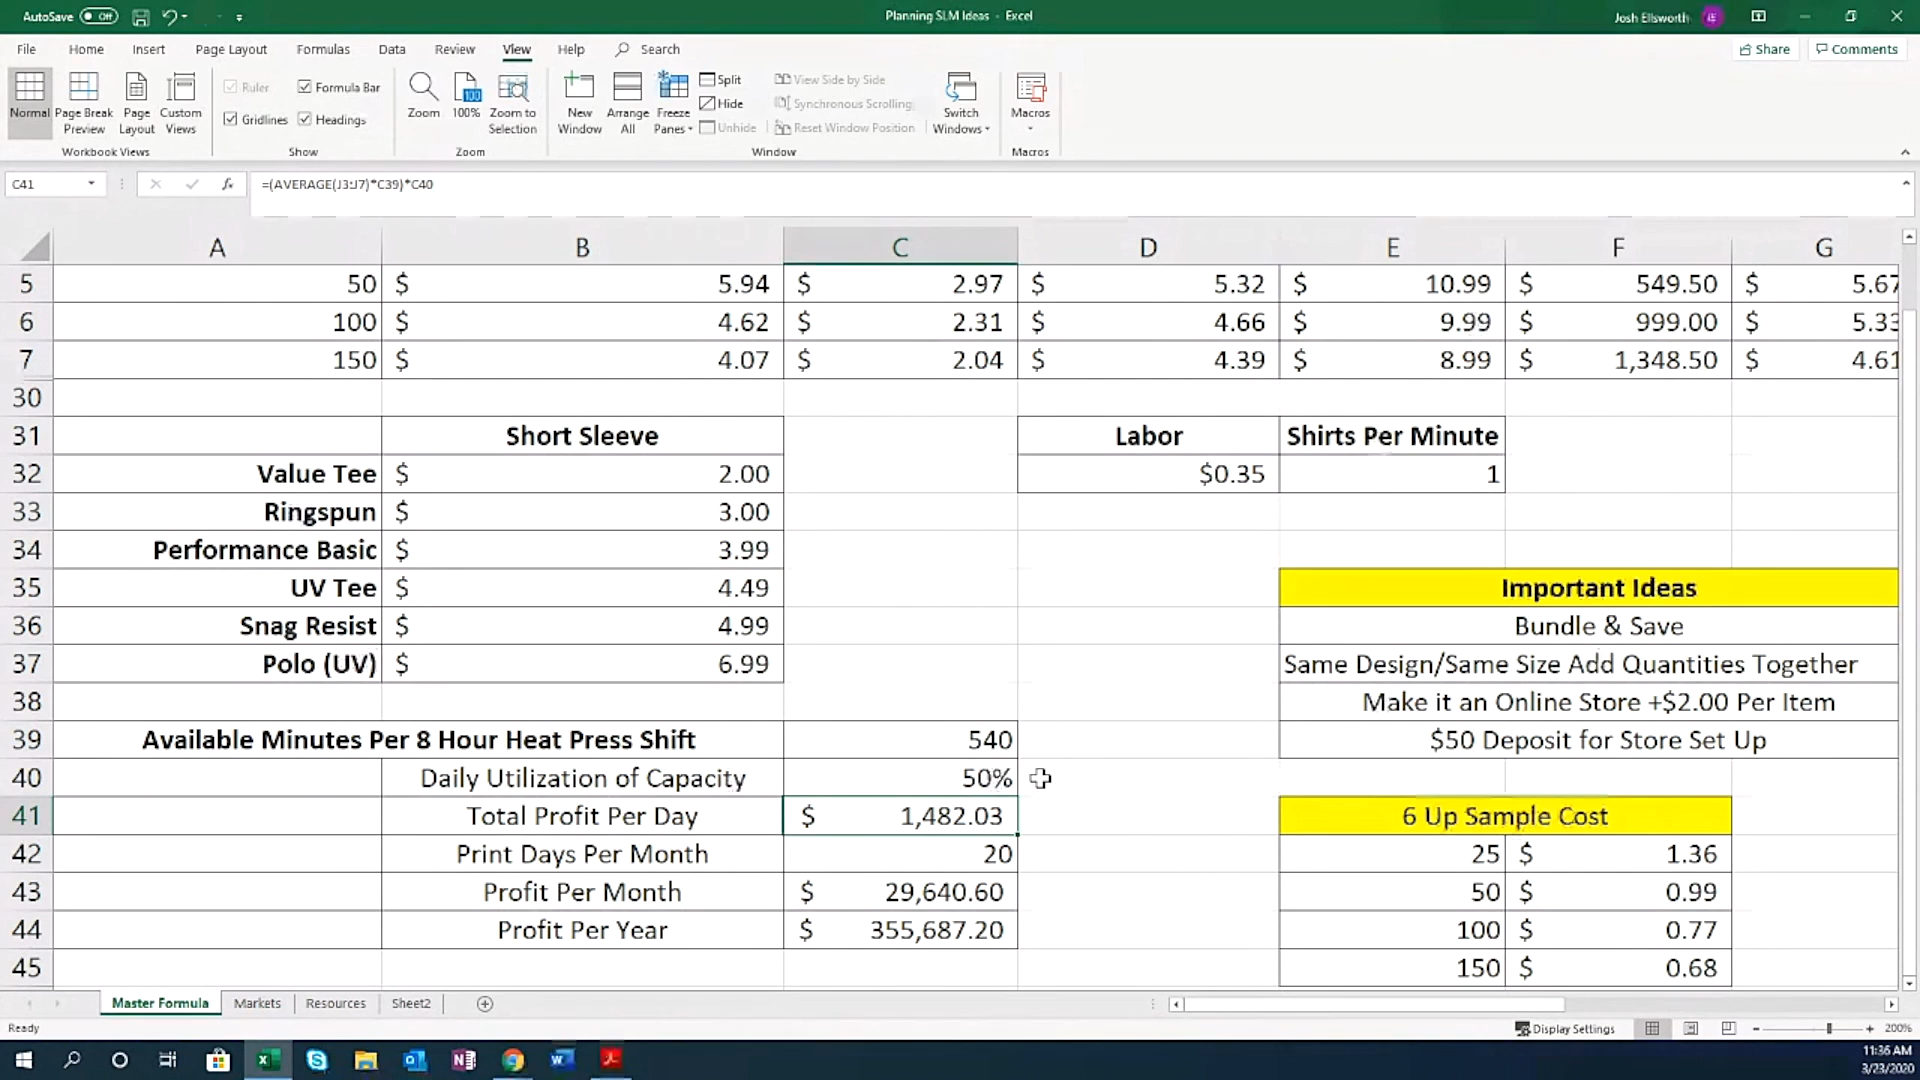 AutoSave Off
Planning SLM Ideas - Excel
Josh Ellsworth JE
File Home Insert Page Layout Formulas Data Review View Help Search
Share Comments
Normal
Page Break Preview
Page Layout
Custom Views
Workbook Views
Ruler Formula Bar
Gridlines Headings
Show
Zoom
100
100%
Zoom to Selection
Zoom
New Window
Arrange All
Freeze Panes
Split
Hide
Unhide
View Side by Side
Synchronous Scrolling
Reset Window Position
Switch Windows
Window
Macros
Macros
C41 fx =(AVERAGE(J3:J7)*C39)*C40
A B C D E F G
5 50 $ 5.94 $ 2.97 $ 5.32 $ 10.99 $ 549.50 $ 5.67
6 100 $ 4.62 $ 2.31 $ 4.66 $ 9.99 $ 999.00 $ 5.33
7 150 $ 4.07 $ 2.04 $ 4.39 $ 8.99 $ 1,348.50 $ 4.61
30
31 Short Sleeve Labor Shirts Per Minute
32 Value Tee $ 2.00 $0.35 1
33 Ringspun $ 3.00
34 Performance Basic $ 3.99
35 UV Tee $ 4.49 Important Ideas
36 Snag Resist $ 4.99 Bundle & Save
37 Polo (UV) $ 6.99 Same Design/Same Size Add Quantities Together
38 Make it an Online Store +$2.00 Per Item
39 Available Minutes Per 8 Hour Heat Press Shift 540 $50 Deposit for Store Set Up
40 Daily Utilization of Capacity 50%
41 Total Profit Per Day $ 1,482.03 6 Up Sample Cost
42 Print Days Per Month 20 25 $ 1.36
43 Profit Per Month $ 29,640.60 50 $ 0.99
44 Profit Per Year $ 355,687.20 100 $ 0.77
45 150 $ 0.68
Master Formula Markets Resources Sheet2
Ready
Display Settings
200%
11:36 AM
3/23/2020